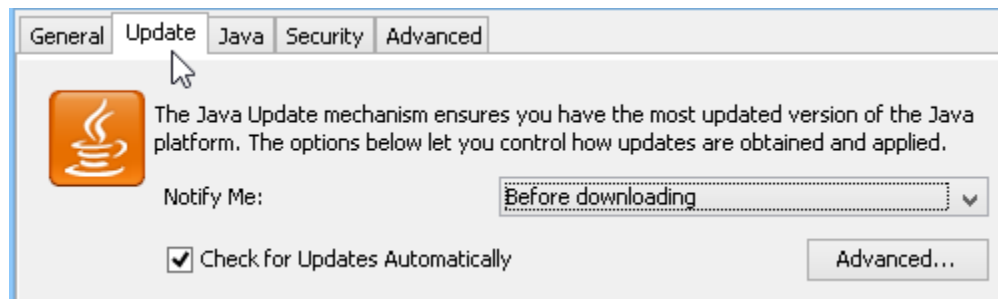 General Update Java Security Advanced
The Java Update mechanism ensures you have the most updated version of the Java
platform. The options below let you control how updates are obtained and applied.
Notify Me: Before downloading
Check for Updates Automatically Advanced...